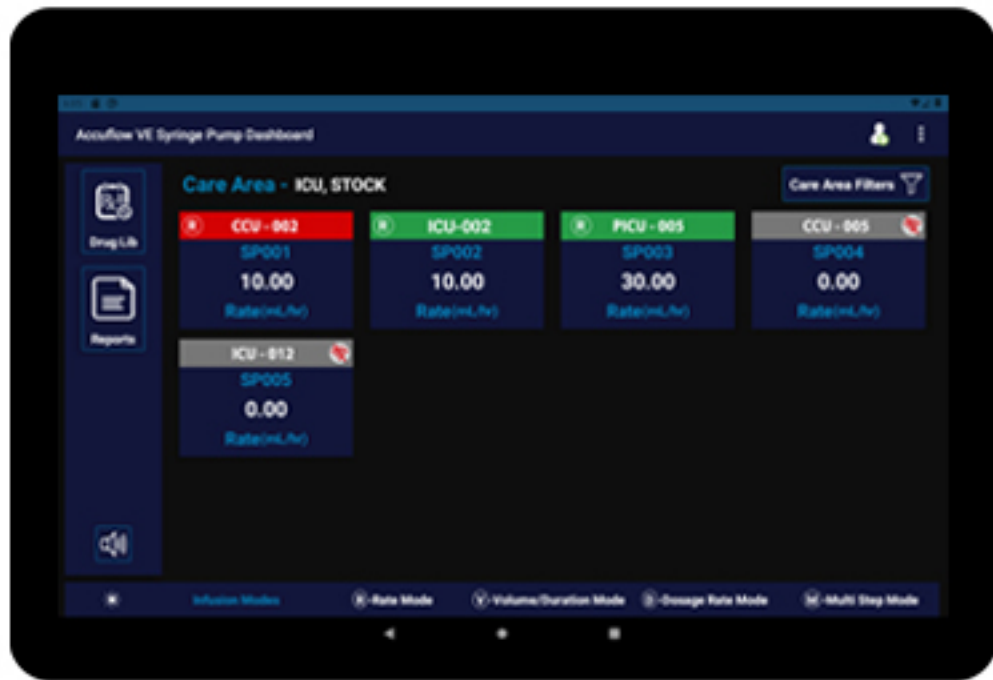 Accuflow VE Syringe Pump Dashboard
Care Area - ICU, STOCK
Care Area Filters
Drug Lib
Reports
R CCU - 002
SP001
10.00
Rate(mL/hr)
R ICU-002
SP002
10.00
Rate(mL/hr)
R PICU - 005
SP003
30.00
Rate(mL/hr)
CCU - 005
SP004
0.00
Rate(mL/hr)
ICU - 012
SP005
0.00
Rate(mL/hr)
Infusion Modes
R-Rate Mode
V-Volume/Duration Mode
D-Dosage Rate Mode
M-Multi Step Mode